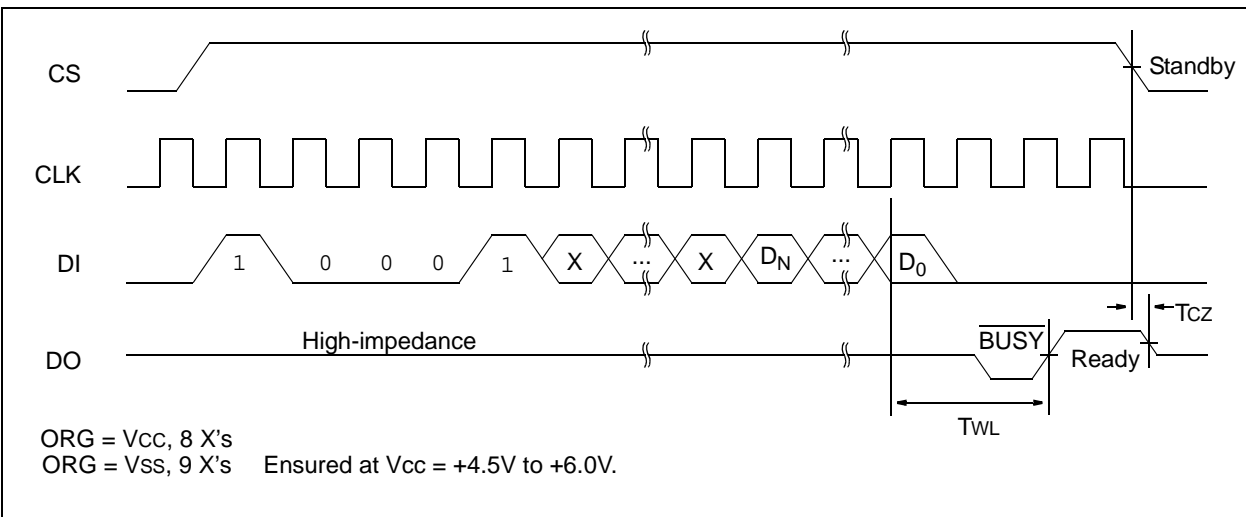 CS
Standby
CLK
DI
1 0 0 0 1 X ... X DN ... D0
TCZ
DO
High-impedance
BUSY
Ready
TWL
ORG = VCC, 8 X's
ORG = VSS, 9 X's Ensured at Vcc = +4.5V to +6.0V.